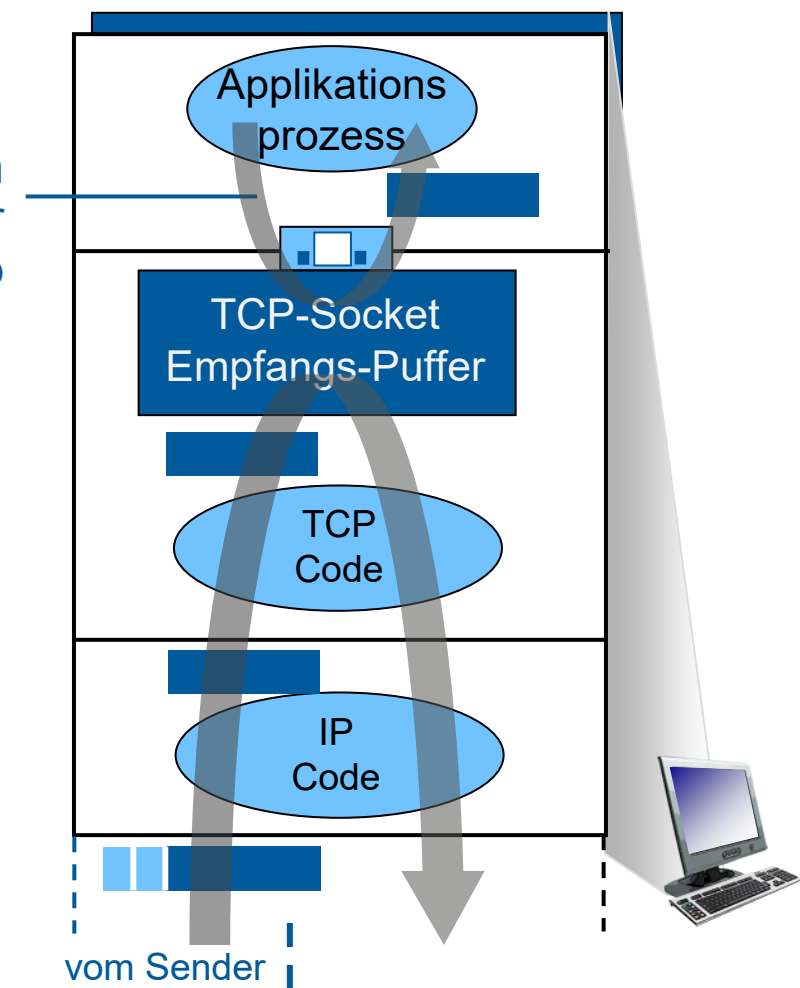 Applikations
prozess
TCP-Socket
Empfangs-Puffer
TCP
Code
IP
Code
vom Sender